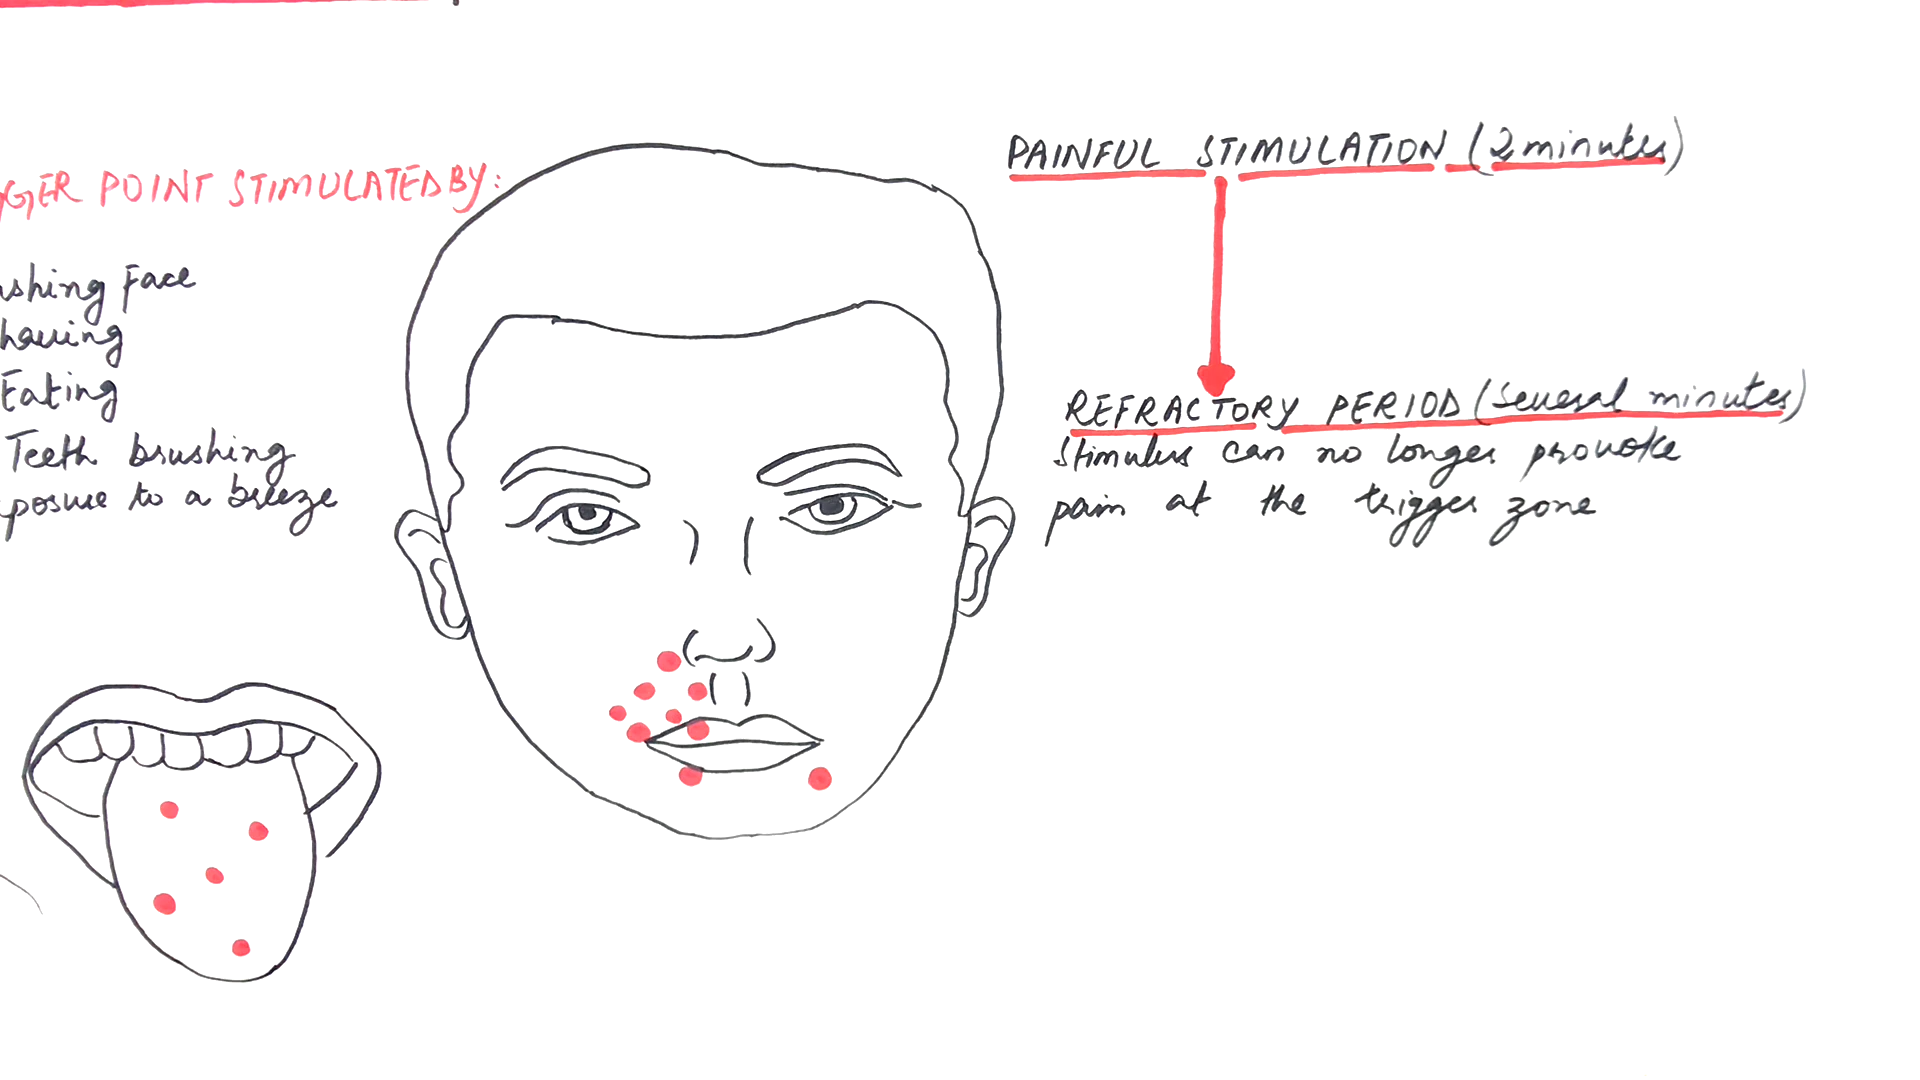 GGER POINT STIMULATED BY:
shing Face
having
Eating
Teeth brushing
posure to a breeze
PAINFUL STIMULATION (2 minutes)
REFRACTORY PERIOD (Several minutes)
Stimulus can no longer provoke
pain at the trigger zone